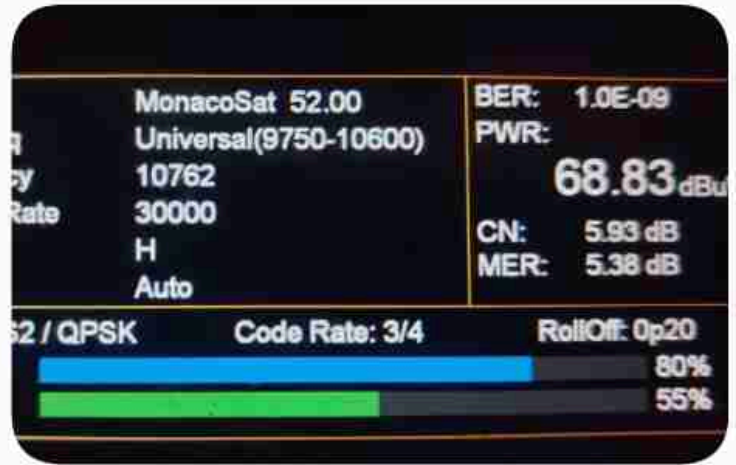 MonacoSat 52.00
q Universal(9750-10600)
cy 10762
Rate 30000
H
Auto
BER: 1.0E-09
PWR:
68.83 dBu
CN: 5.93 dB
MER: 5.38 dB
S2 / QPSK Code Rate: 3/4 RollOff: 0p20
80%
55%